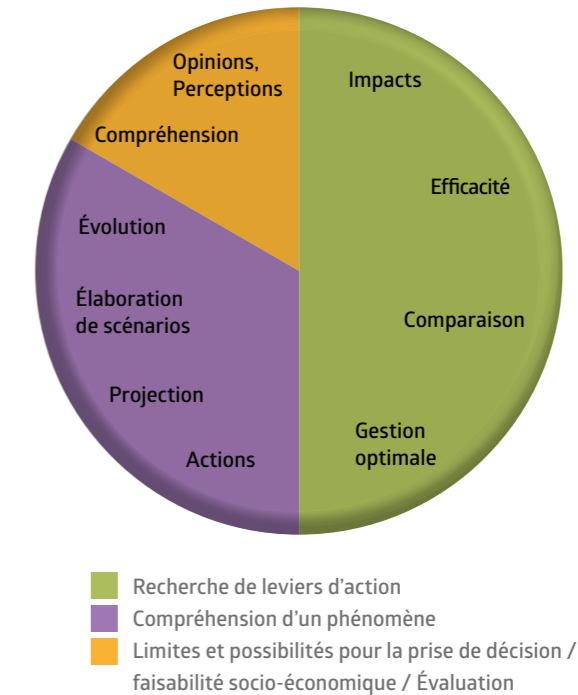 Opinions,
Perceptions
Compréhension
Impacts
Efficacité
Comparaison
Gestion
optimale
Évolution
Élaboration
de scénarios
Projection
Actions
Recherche de leviers d'action
Compréhension d'un phénomène
Limites et possibilités pour la prise de décision /
faisabilité socio-économique / Évaluation